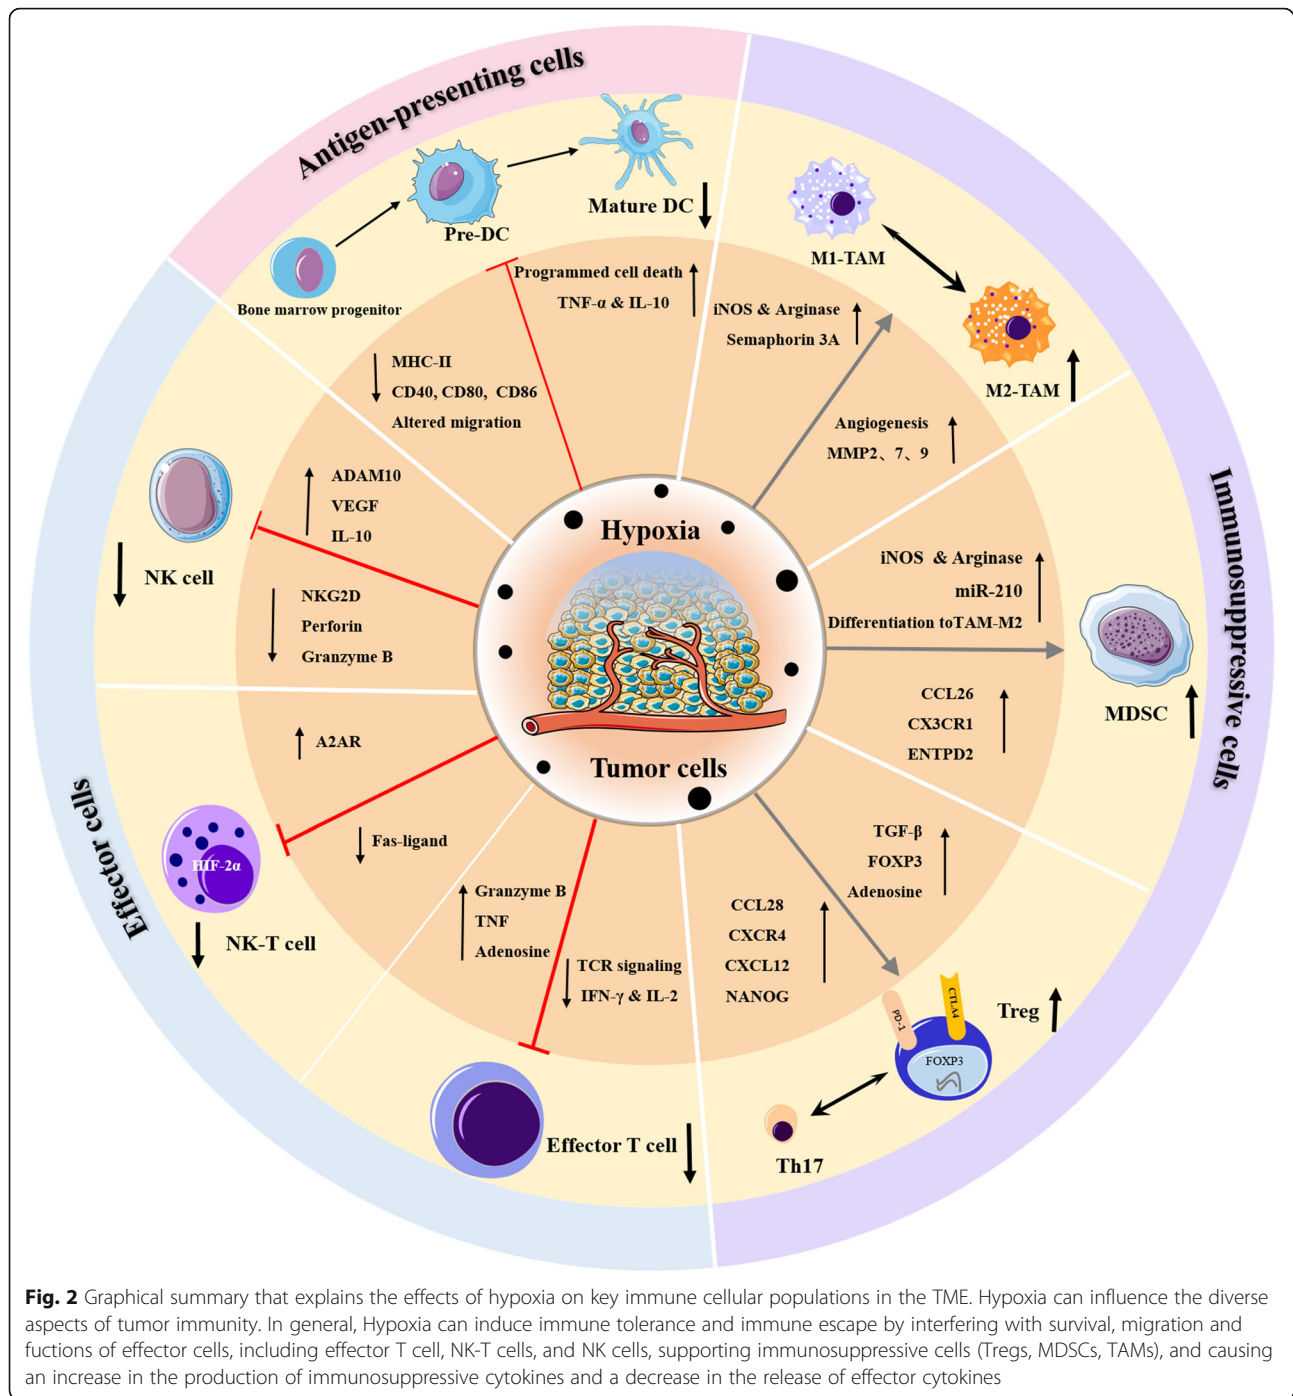 Antigen-presenting cells
Mature DC
Pre-DC
Bone marrow progenitor
Programmed cell death
TNF-α & IL-10
MHC-II
CD40, CD80, CD86
Altered migration
M1-TAM
M2-TAM
iNOS & Arginase
Semaphorin 3A
Angiogenesis
MMP2、7、9
Immunosuppressive cells
iNOS & Arginase
miR-210
Differentiation toTAM-M2
MDSC
CCL26
CX3CR1
ENTPD2
TGF-β
FOXP3
Adenosine
CCL28
CXCR4
CXCL12
NANOG
PD-1
CTLA4
FOXP3
Treg
Th17
Hypoxia
Tumor cells
ADAM10
VEGF
IL-10
NK cell
NKG2D
Perforin
Granzyme B
Effector cells
A2AR
Fas-ligand
HIF-2α
NK-T cell
Granzyme B
TNF
Adenosine
TCR signaling
IFN-γ & IL-2
Effector T cell
Fig. 2 Graphical summary that explains the effects of hypoxia on key immune cellular populations in the TME. Hypoxia can influence the diverse
aspects of tumor immunity. In general, Hypoxia can induce immune tolerance and immune escape by interfering with survival, migration and
fuctions of effector cells, including effector T cell, NK-T cells, and NK cells, supporting immunosuppressive cells (Tregs, MDSCs, TAMs), and causing
an increase in the production of immunosuppressive cytokines and a decrease in the release of effector cytokines